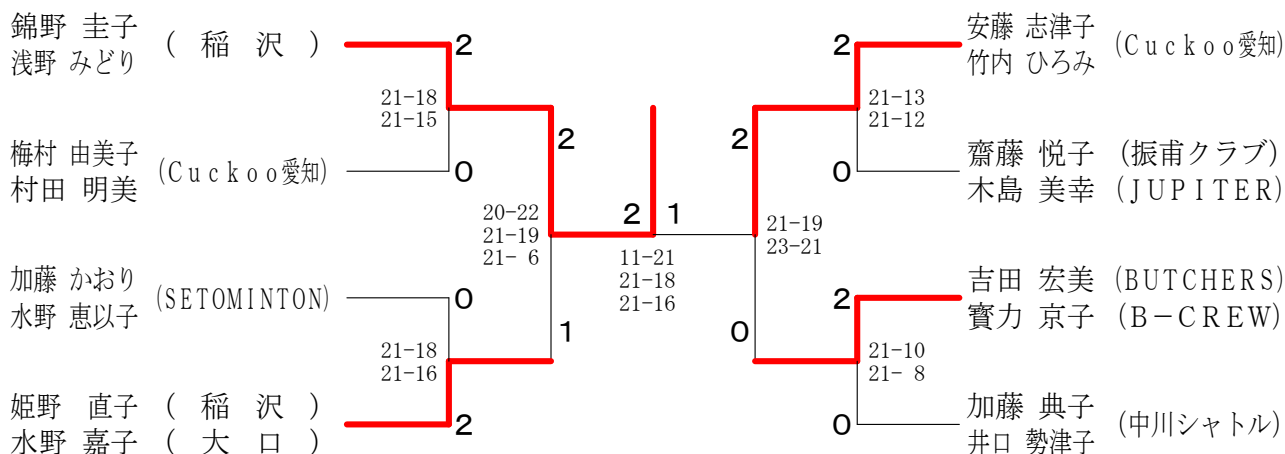 錦野 圭子
浅野 みどり
( 稲沢 )
2
21-18
21-15
梅村 由美子
村田 明美
(Cuckoo愛知)
0
2
20-22
21-19
21- 6
加藤 かおり
水野 恵以子
(SETOMINTON)
0
21-18
21-16
1
姫野 直子 ( 稲沢 )
水野 嘉子 ( 大口 )
2
2 1
11-21
21-18
21-16
安藤 志津子
竹内 ひろみ
(Cuckoo愛知)
2
21-13
21-12
齋藤 悦子 (振甫クラブ)
木島 美幸 (JUPITER)
0
2
21-19
23-21
吉田 宏美 (BUTCHERS)
寳力 京子 (B-CREW)
2
0
21-10
21- 8
加藤 典子
井口 勢津子
(中川シャトル)
0